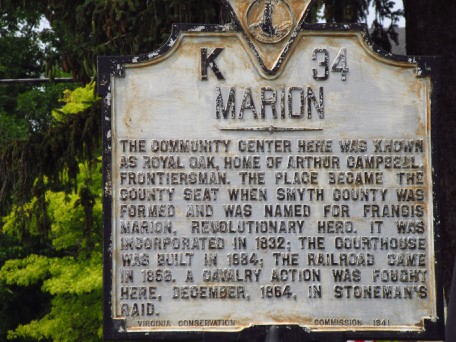 K 34
MARION
THE COMMUNITY CENTER HERE WAS KNOWN
AS ROYAL OAK, HOME OF ARTHUR CAMPBELL,
FRONTIERSMAN. THE PLACE BECAME THE
COUNTY SEAT WHEN SMYTH COUNTY WAS
FORMED AND WAS NAMED FOR FRANCIS
MARION, REVOLUTIONARY HERO. IT WAS
INCORPORATED IN 1832; THE COURTHOUSE
WAS BUILT IN 1834; THE RAILROAD CAME
IN 1856. A CAVALRY ACTION WAS FOUGHT
HERE, DECEMBER, 1864, IN STONEMAN'S
RAID.
VIRGINIA CONSERVATION COMMISSION 1941